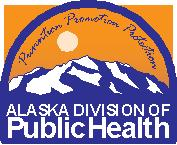 Prevention Promotion Protection
ALASKA DIVISION OF
Public Health